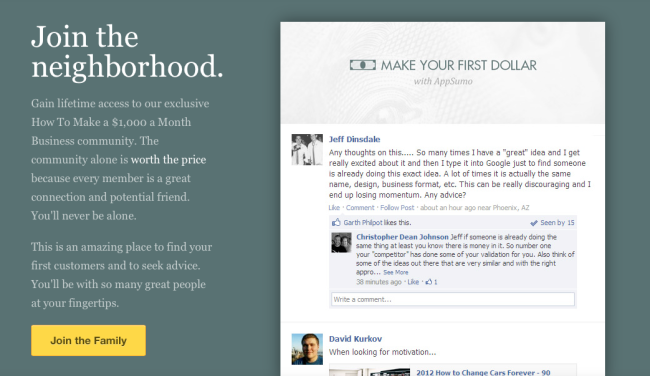 Join the
neighborhood.
Gain lifetime access to our exclusive
How To Make a $1,000 a Month
Business community. The
community alone is worth the price
because every member is a great
connection and potential friend.
You'll never be alone.
This is an amazing place to find your
first customers and to seek advice.
You'll be with so many great people
at your fingertips.
Join the Family
MAKE YOUR FIRST DOLLAR
with AppSumo
Jeff Dinsdale
Any thoughts on this..... So many times I have a "great" idea and I get
really excited about it and then I type it into Google just to find someone
is already doing this exact idea. A lot of times it is actually the same
name, design, business format, etc. This can be really discouraging and I
end up losing momentum. Any advice?
Like · Comment · Follow Post · about an hour ago near Phoenix, AZ
Garth Philpot likes this. Seen by 15
Christopher Dean Johnson Jeff if someone is already doing the
same thing at least you know there is money in it. So number one
your "competitor" has done some of your validation for you. Also think of
some of the ideas out there that are very similar and with the right
appro... See More
38 minutes ago · Like · 1
Write a comment...
David Kurkov
When looking for motivation...
2012 How to Change Cars Forever - 90